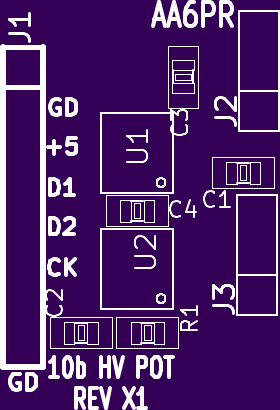 J1
AA6PR
GD
C3
J2
+5
U1
D1
C1
C4
D2
U2
CK
C2
R1
J3
10b HV POT
GD
REV X1